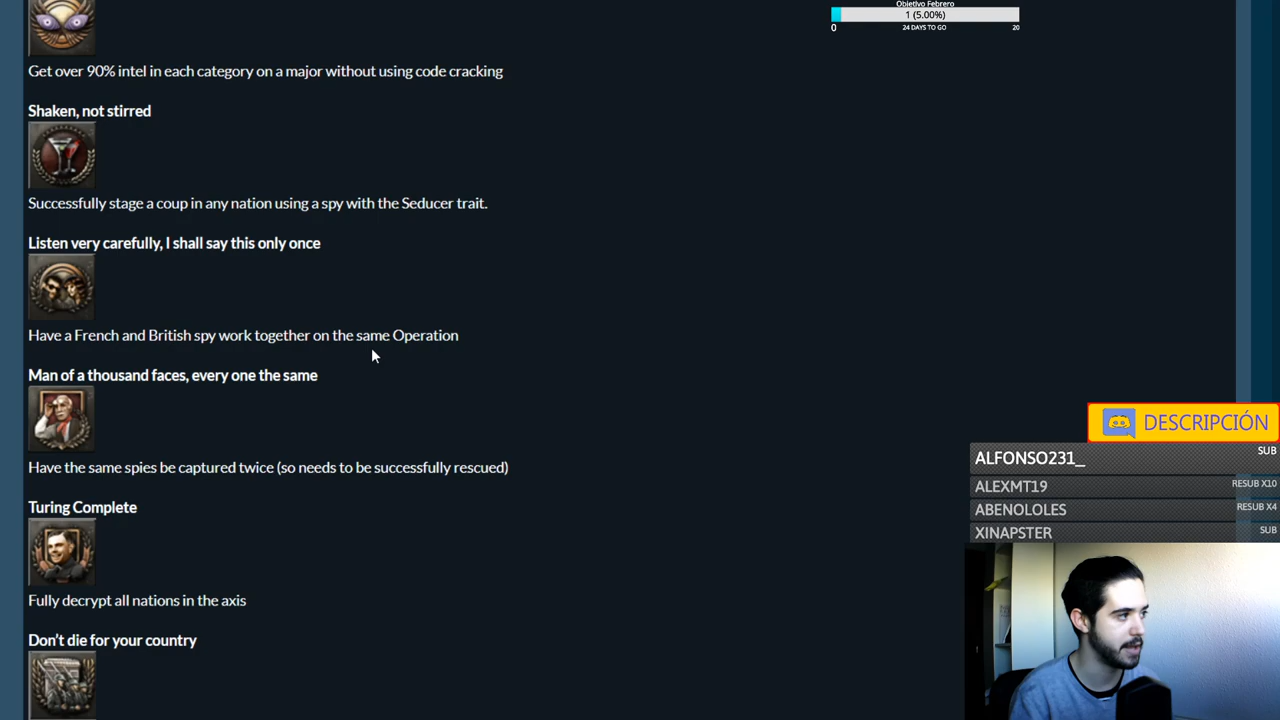 Objetivo Febrero
1 (5.00%)
0
24 DAYS TO GO
20
Get over 90% intel in each category on a major without using code cracking
Shaken, not stirred
Successfully stage a coup in any nation using a spy with the Seducer trait.
Listen very carefully, I shall say this only once
Have a French and British spy work together on the same Operation
Man of a thousand faces, every one the same
Have the same spies be captured twice (so needs to be successfully rescued)
Turing Complete
Fully decrypt all nations in the axis
Don't die for your country
DESCRIPCIÓN
ALFONSO231_ SUB
ALEXMT19 RESUB X10
ABENOLOLES RESUB X4
XINAPSTER SUB